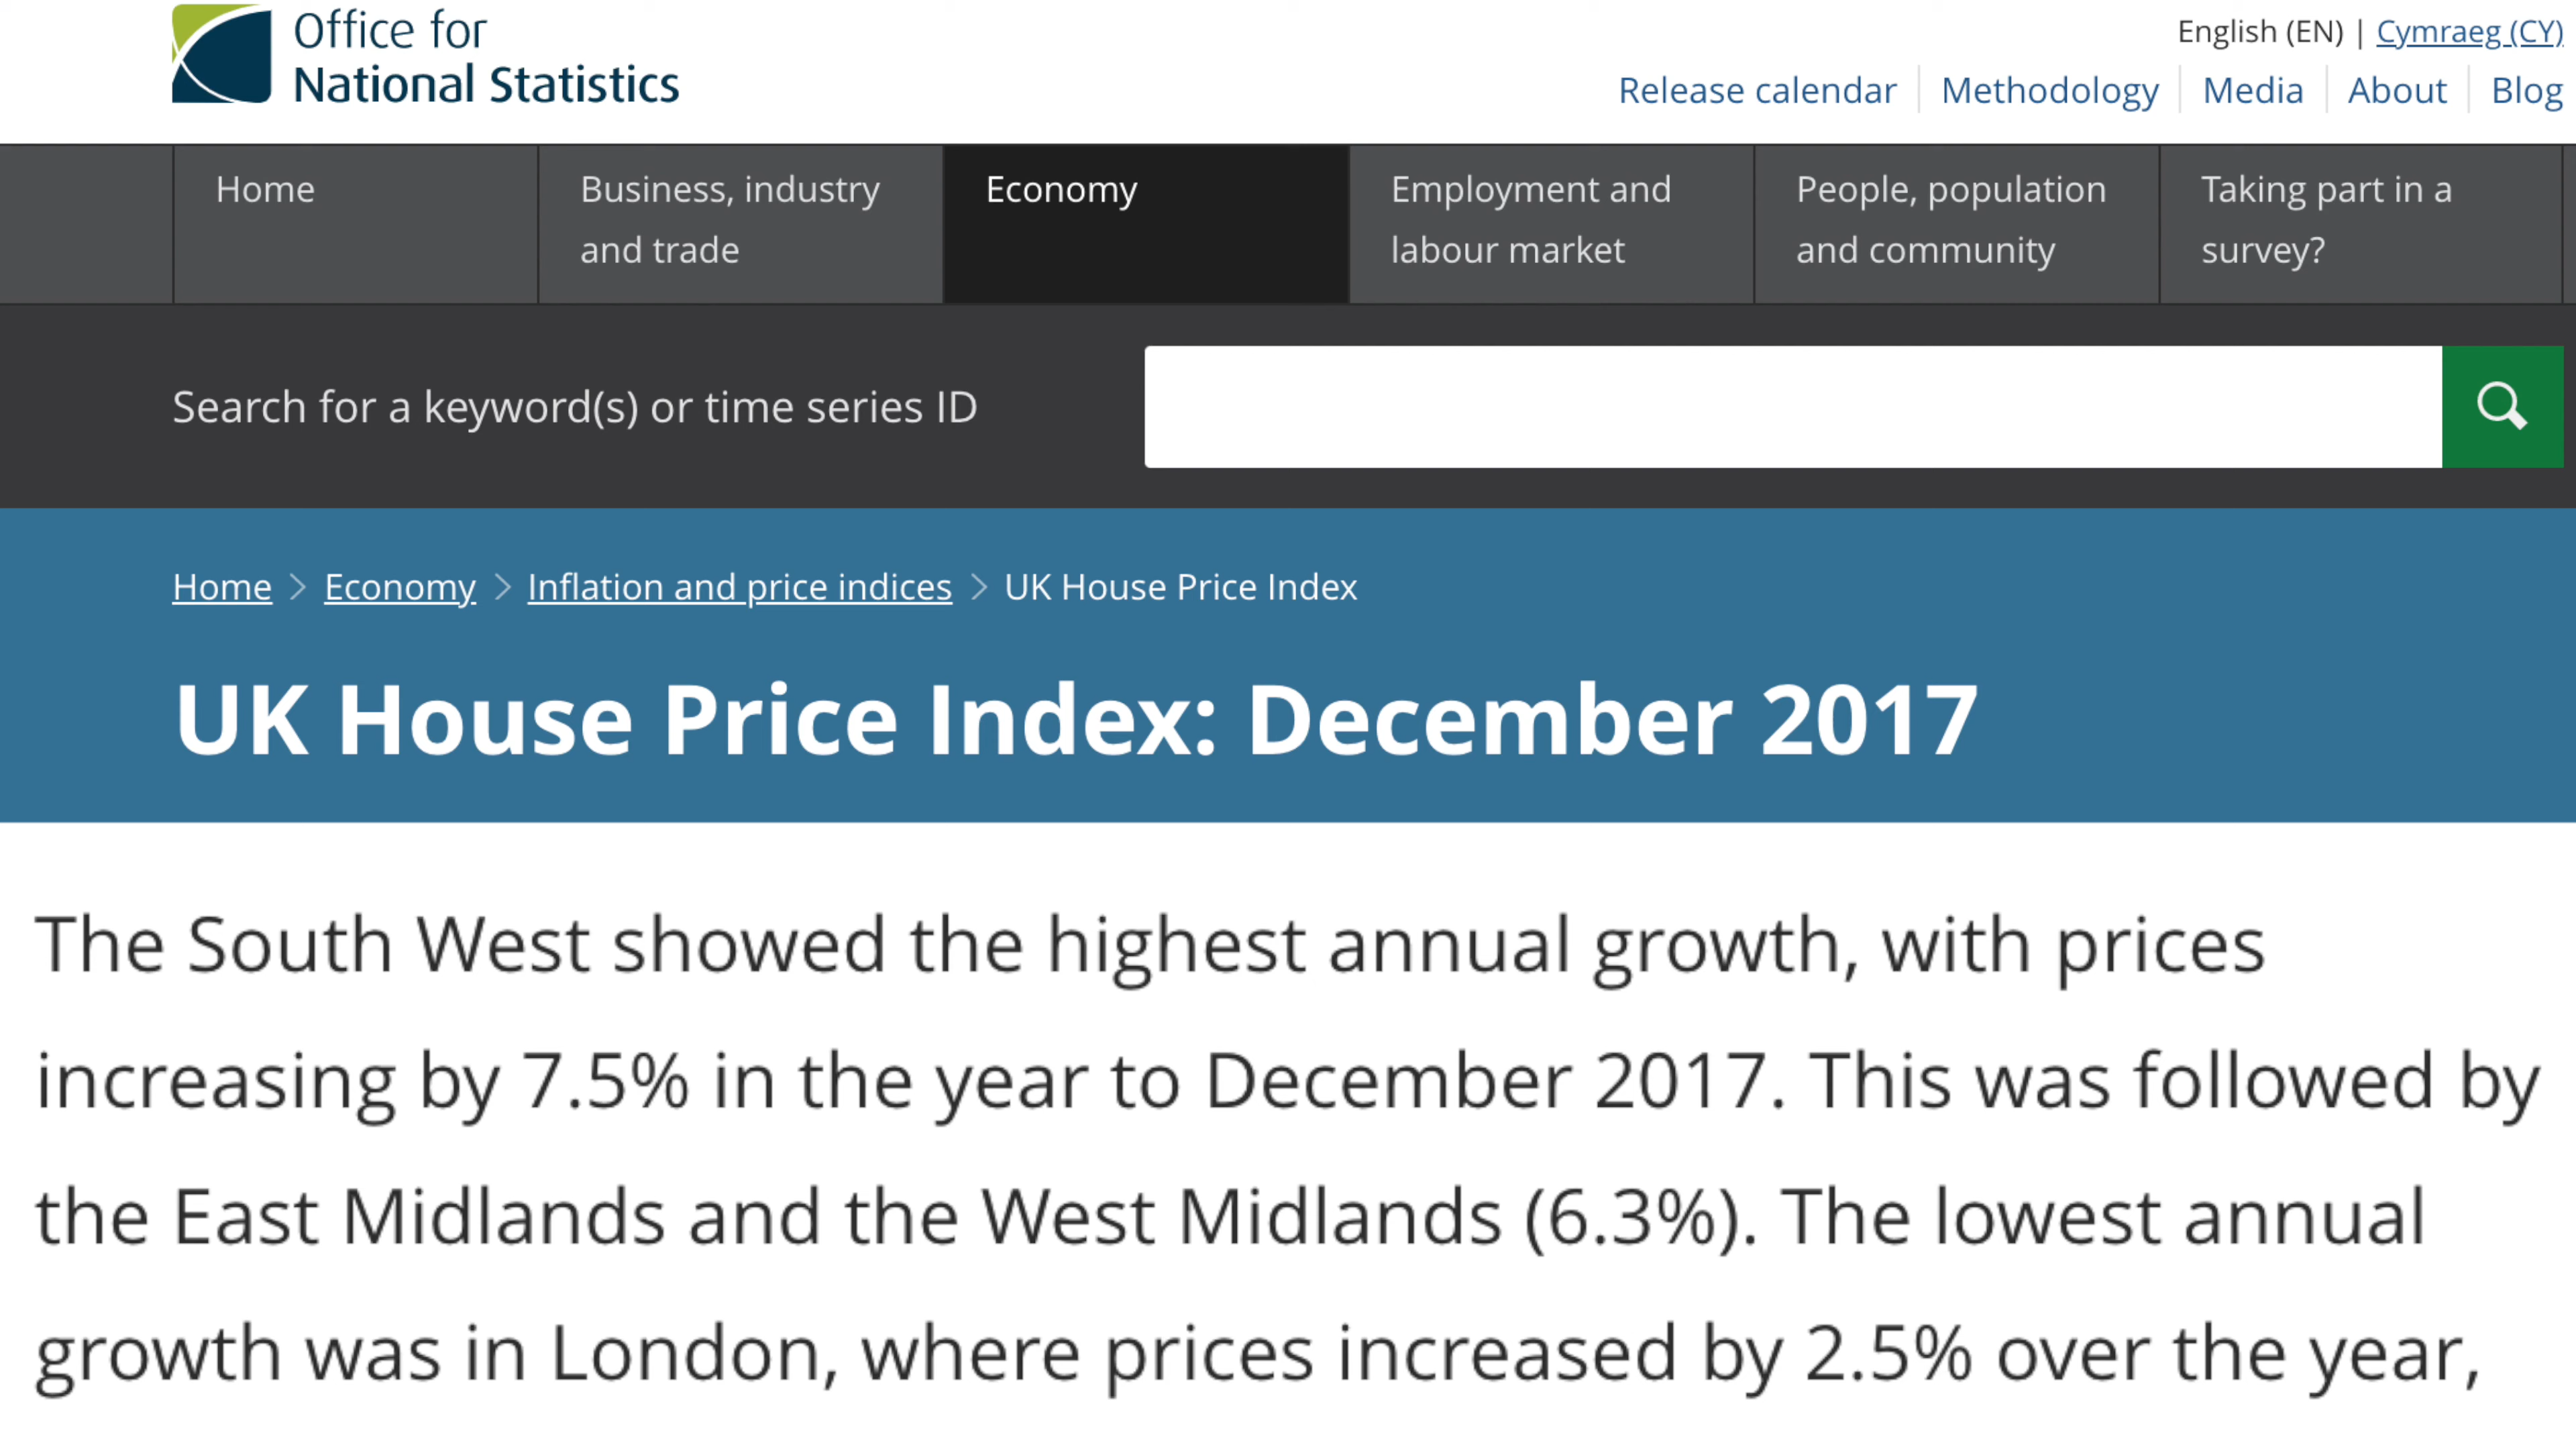 Office for
National Statistics
English (EN) | Cymraeg (CY)
Release calendar Methodology Media About Blog
Home
Business, industry
and trade
Economy
Employment and
labour market
People, population
and community
Taking part in a
survey?
Search for a keyword(s) or time series ID
Home > Economy > Inflation and price indices > UK House Price Index
UK House Price Index: December 2017
The South West showed the highest annual growth, with prices
increasing by 7.5% in the year to December 2017. This was followed by
the East Midlands and the West Midlands (6.3%). The lowest annual
growth was in London, where prices increased by 2.5% over the year,